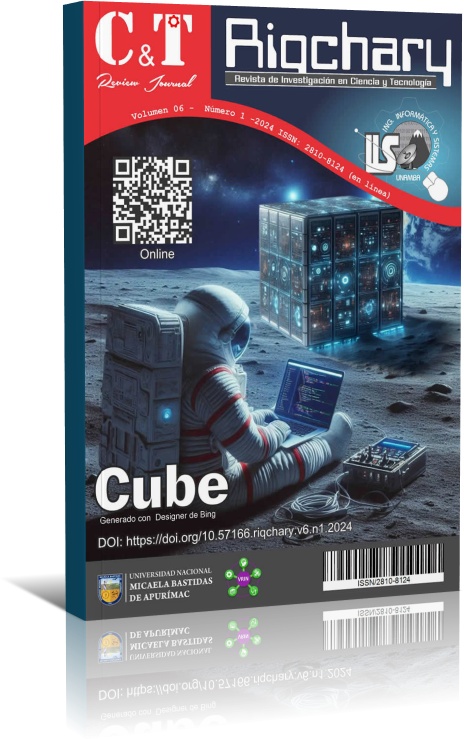 C&T
Review Journal
Riqchary
Revista de Investigación en Ciencia y Tecnología
Volumen 06 - Número 1 -2024 ISSN: 2810-8124 (en línea)
ING INFORMATICA Y SISTEMAS
IIS
UNAMBA
Online
Cube
Generado con Designer de Bing
DOI: https://doi.org/10.57166.riqchary.v6.n1.2024
UNIVERSIDAD NACIONAL
MICAELA BASTIDAS
DE APURÍMAC
VRIN
ISSN/2810-8124